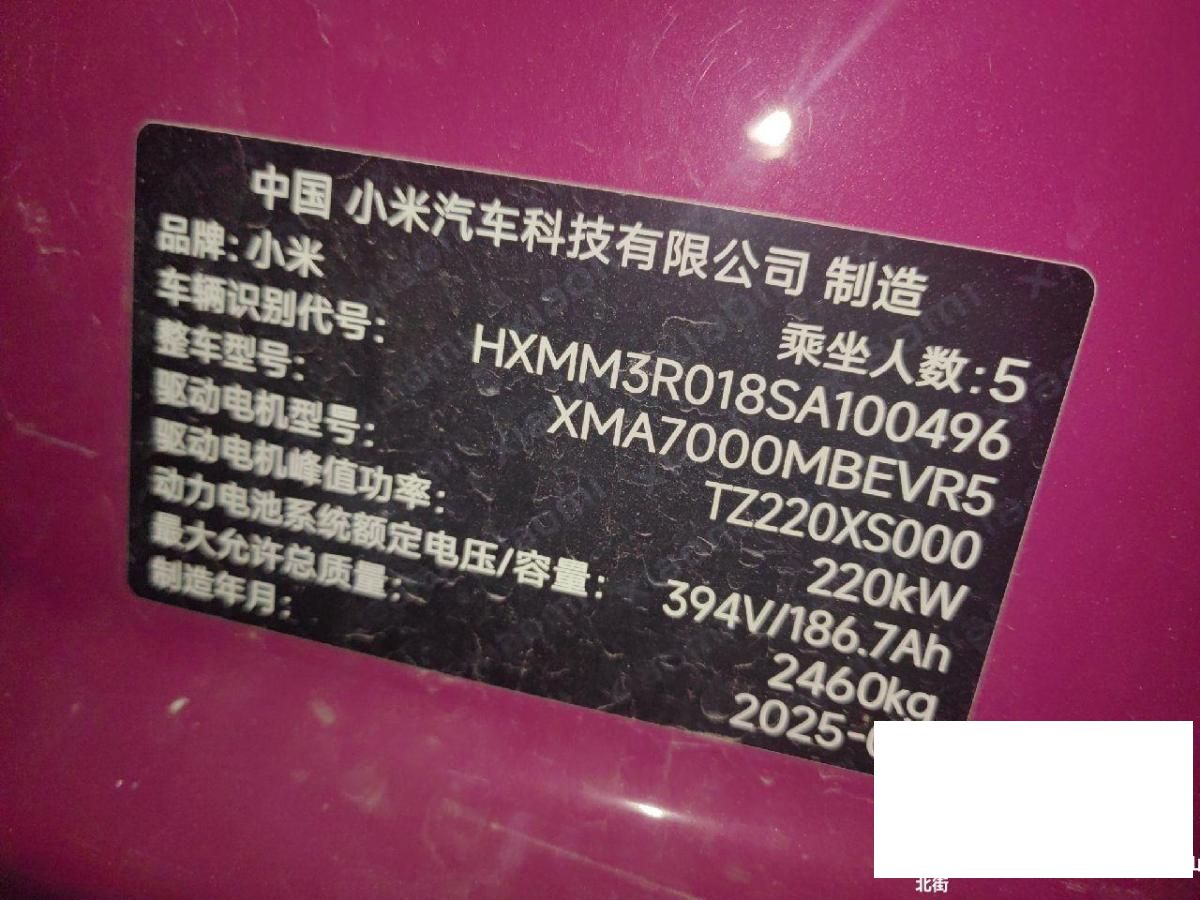 中国 小米汽车科技有限公司 制造
品牌:小米 乘坐人数:5
车辆识别代号: HXMM3R018SA100496
整车型号: XMA7000MBEVR5
驱动电机型号: TZ220XS000
驱动电机峰值功率: 220kW
动力电池系统额定电压/容量: 394V/186.7Ah
最大允许总质量: 2460kg
制造年月: 2025-
北街